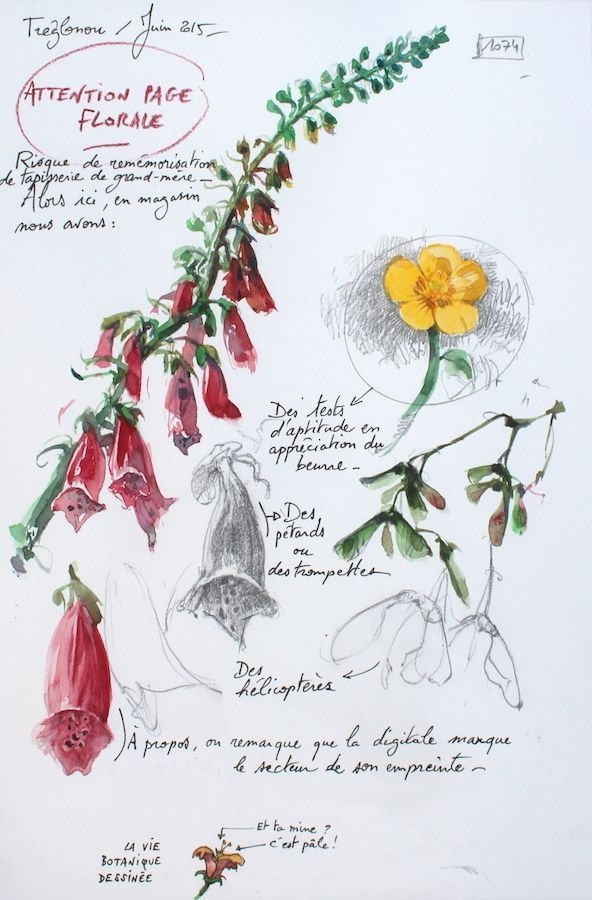 Trézlonou / Juin 2015
1074
ATTENTION PAGE
FLORALE
Risque de remémorisation
de tapisserie de grand-mère -
Alors ici, en magasin
nous avons :
Des tests
d'aptitude en
appréciation du
beurre -
Des
pétards
ou
des trompettes
Des
hélicoptères
À propos, on remarque que la digitale marque
le secteur de son empreinte -
Et ta mine ?
c'est pâle !
LA VIE
BOTANIQUE
DESSINÉE